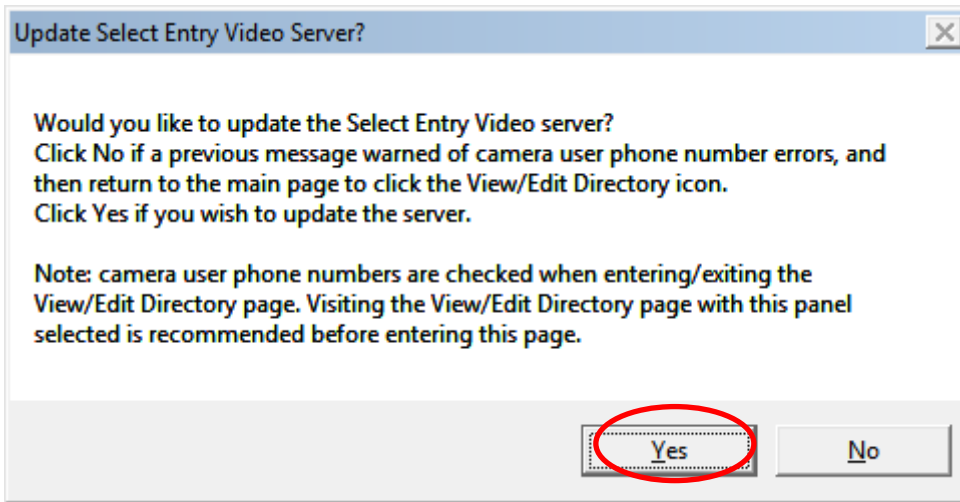 Update Select Entry Video Server?
Would you like to update the Select Entry Video server?
Click No if a previous message warned of camera user phone number errors, and
then return to the main page to click the View/Edit Directory icon.
Click Yes if you wish to update the server.
Note: camera user phone numbers are checked when entering/exiting the
View/Edit Directory page. Visiting the View/Edit Directory page with this panel
selected is recommended before entering this page.
Yes No